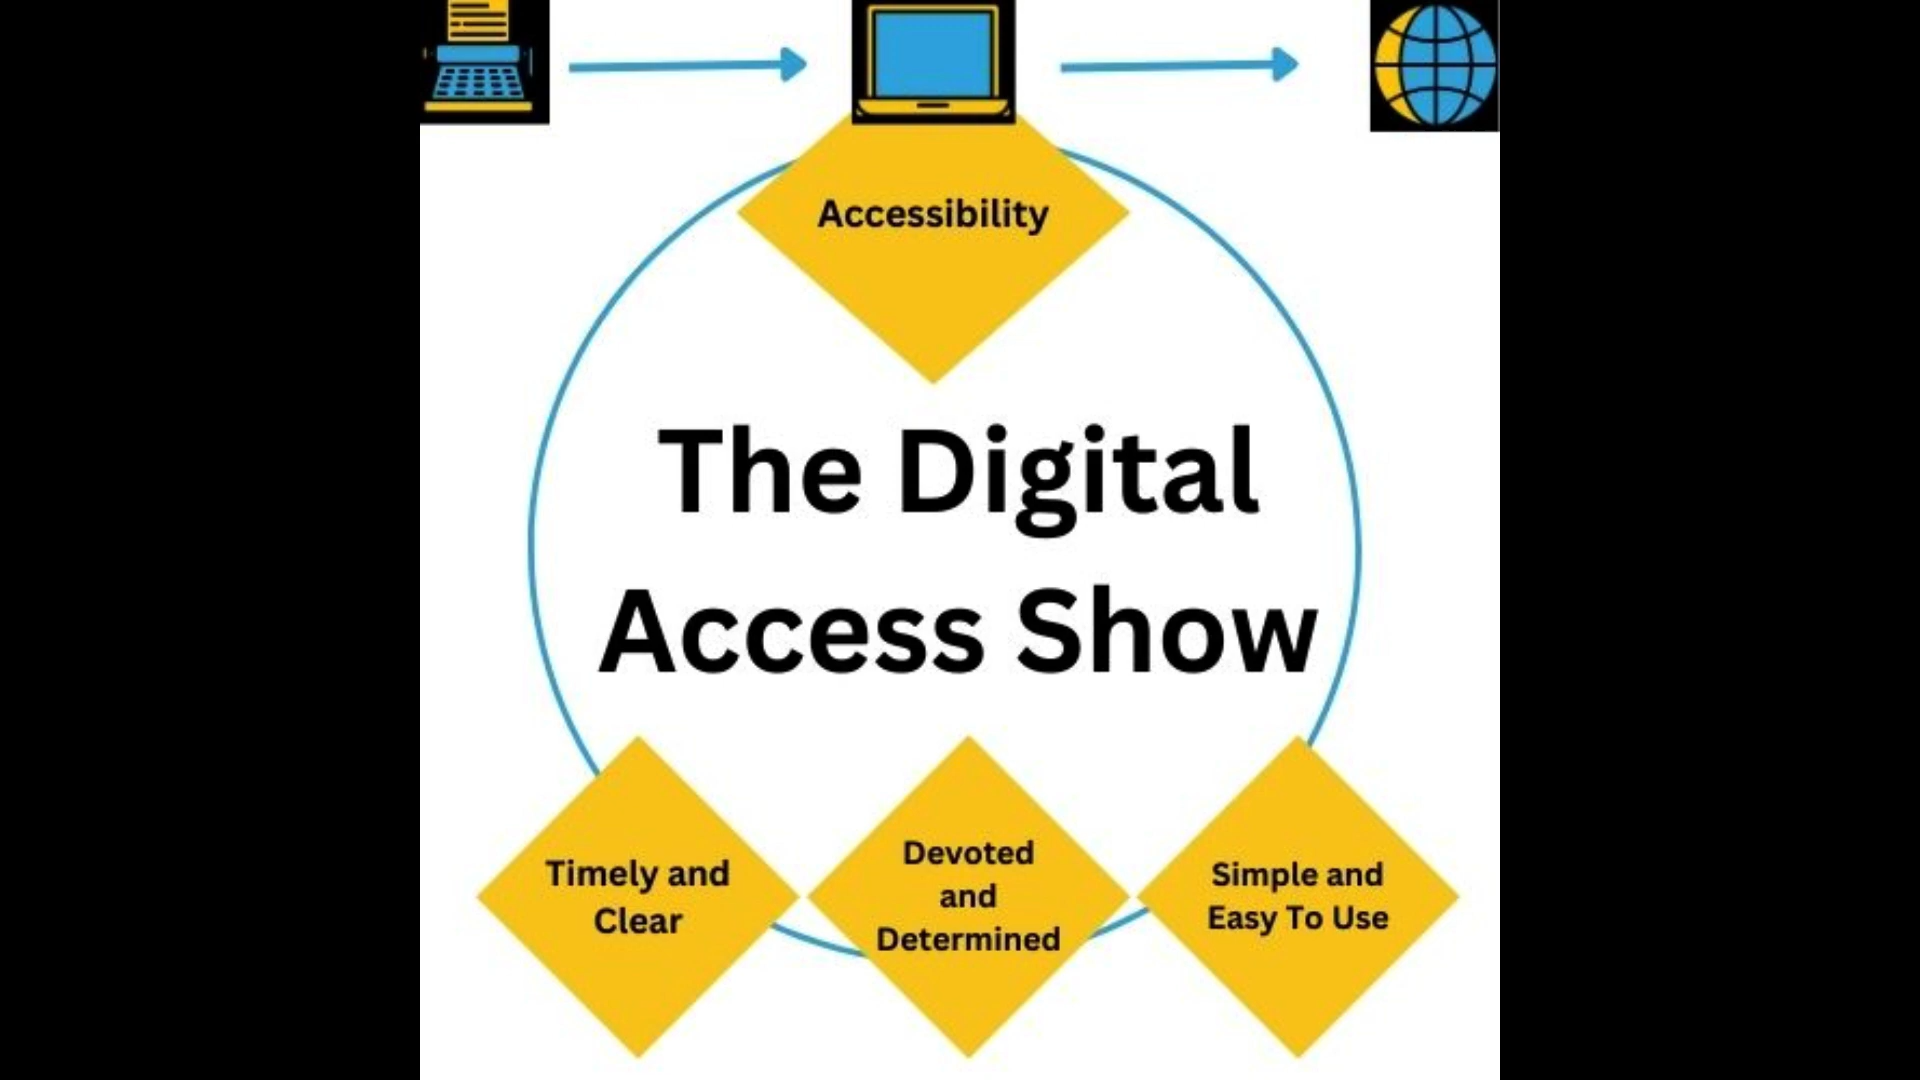 Accessibility
The Digital
Access Show
Timely and
Clear
Devoted
and
Determined
Simple and
Easy To Use